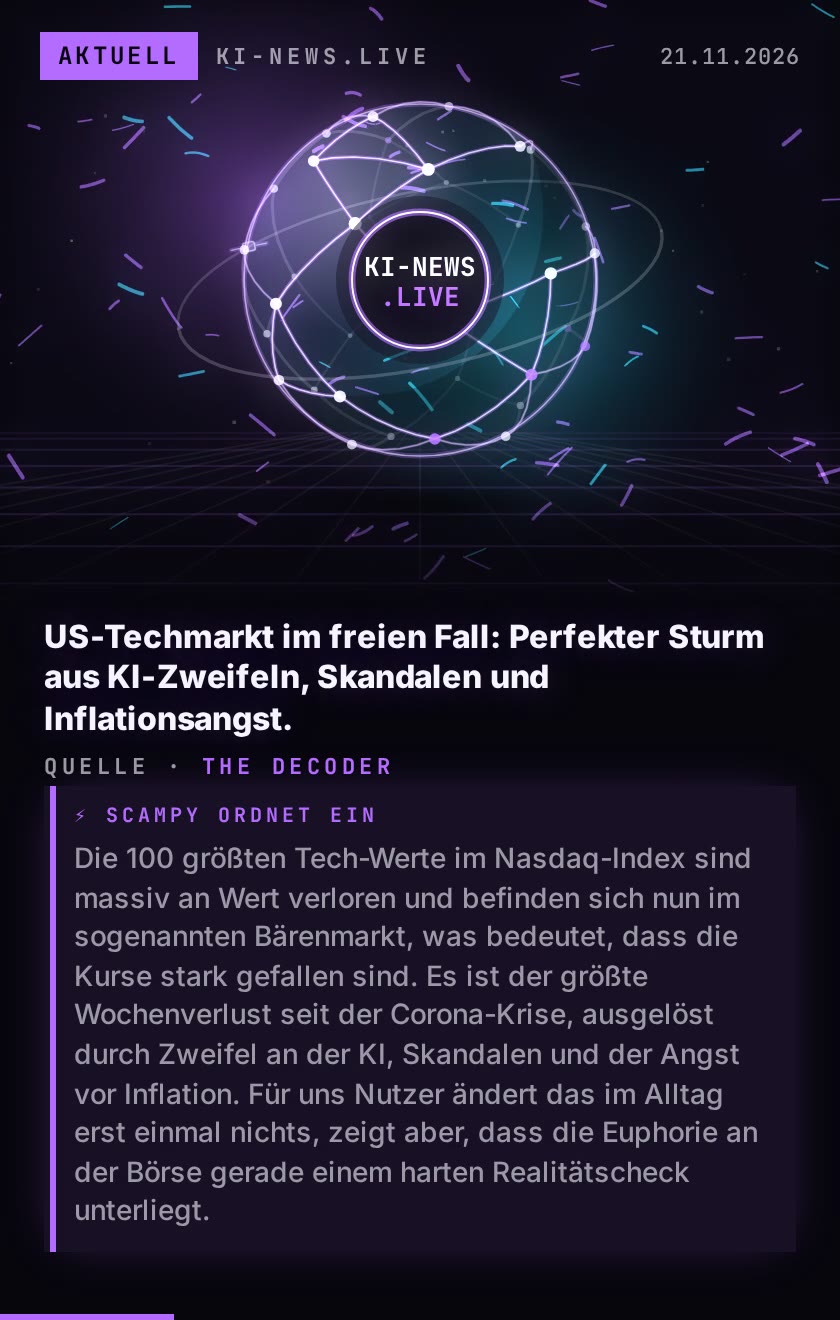 AKTUELL KI-NEWS.LIVE 21.11.2026
KI-NEWS
.LIVE
US-Techmarkt im freien Fall: Perfekter Sturm
aus KI-Zweifeln, Skandalen und
Inflationsangst.
QUELLE · THE DECODER
⚡ SCAMPY ORDNET EIN
Die 100 größten Tech-Werte im Nasdaq-Index sind
massiv an Wert verloren und befinden sich nun im
sogenannten Bärenmarkt, was bedeutet, dass die
Kurse stark gefallen sind. Es ist der größte
Wochenverlust seit der Corona-Krise, ausgelöst
durch Zweifel an der KI, Skandalen und der Angst
vor Inflation. Für uns Nutzer ändert das im Alltag
erst einmal nichts, zeigt aber, dass die Euphorie an
der Börse gerade einem harten Realitätscheck
unterliegt.